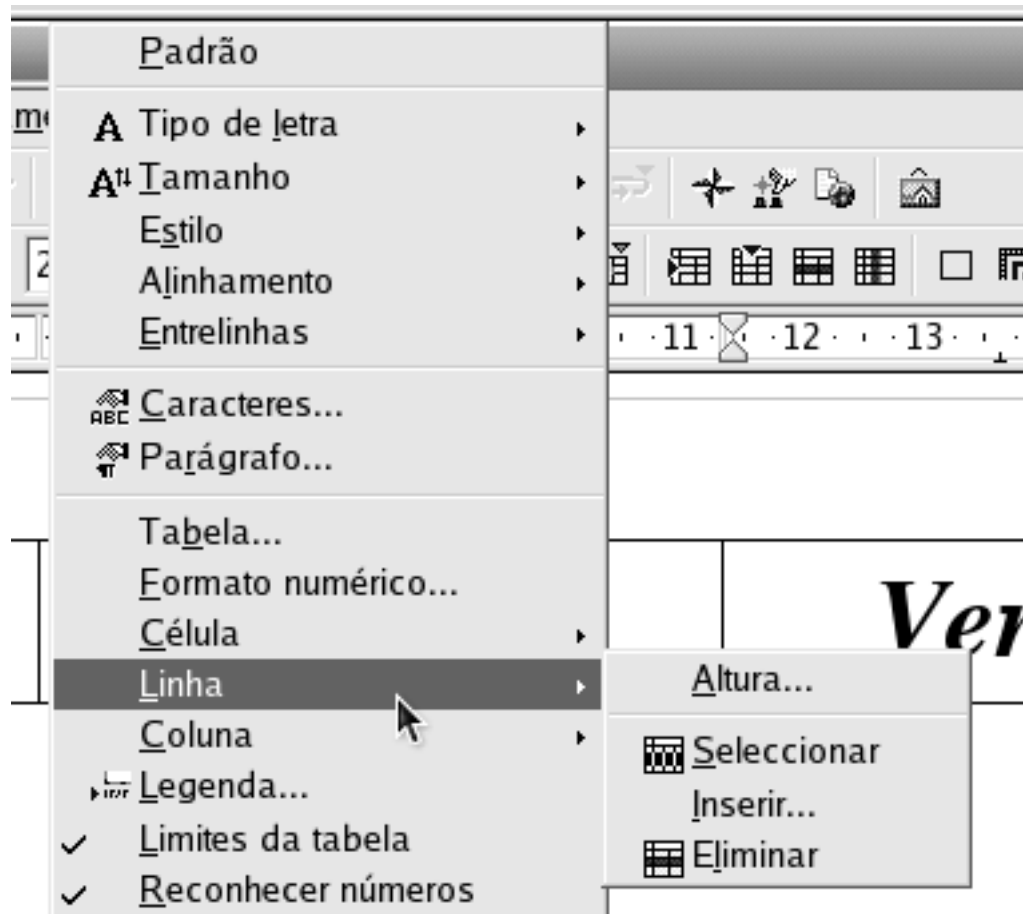 Padrão
Tipo de letra
Tamanho
Estilo
Alinhamento
Entrelinhas
11 12 13
Caracteres...
Parágrafo...
Tabela...
Formato numérico...
Célula
Linha
Coluna
Legenda...
Limites da tabela
Reconhecer números
Altura...
Seleccionar
Inserir...
Eliminar